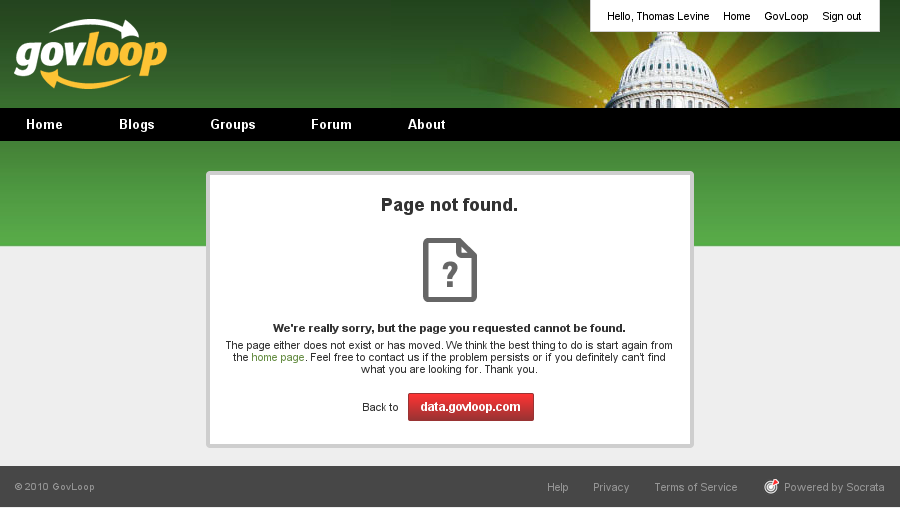 Hello, Thomas Levine Home GovLoop Sign out
govloop
Home Blogs Groups Forum About
Page not found.
?
We're really sorry, but the page you requested cannot be found.
The page either does not exist or has moved. We think the best thing to do is start again from
the home page. Feel free to contact us if the problem persists or if you definitely can't find
what you are looking for. Thank you.
Back to data.govloop.com
© 2010 GovLoop Help Privacy Terms of Service Powered by Socrata